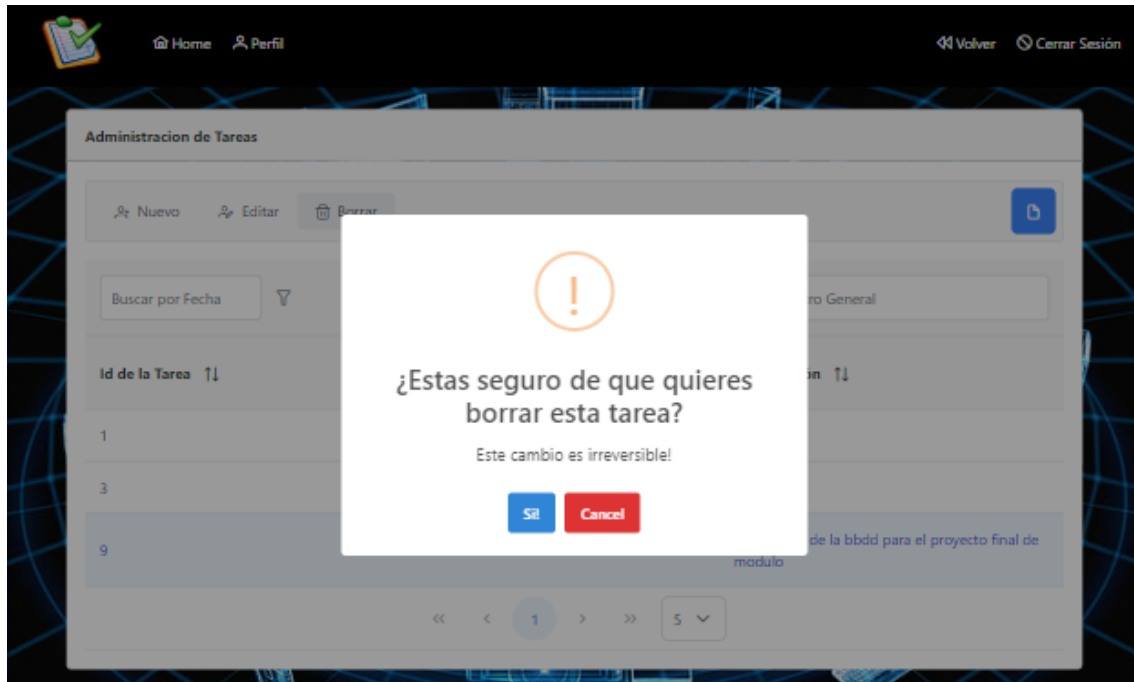 Home Perfil Volver Cerrar Sesión
Administracion de Tareas
Nuevo Editar Borrar
Buscar por Fecha ro General
Id de la Tarea ón
¿Estas seguro de que quieres
borrar esta tarea?
Este cambio es irreversible!
Si! Cancel
1
3
9 de la bbdd para el proyecto final de
modulo
« < 1 > » 5